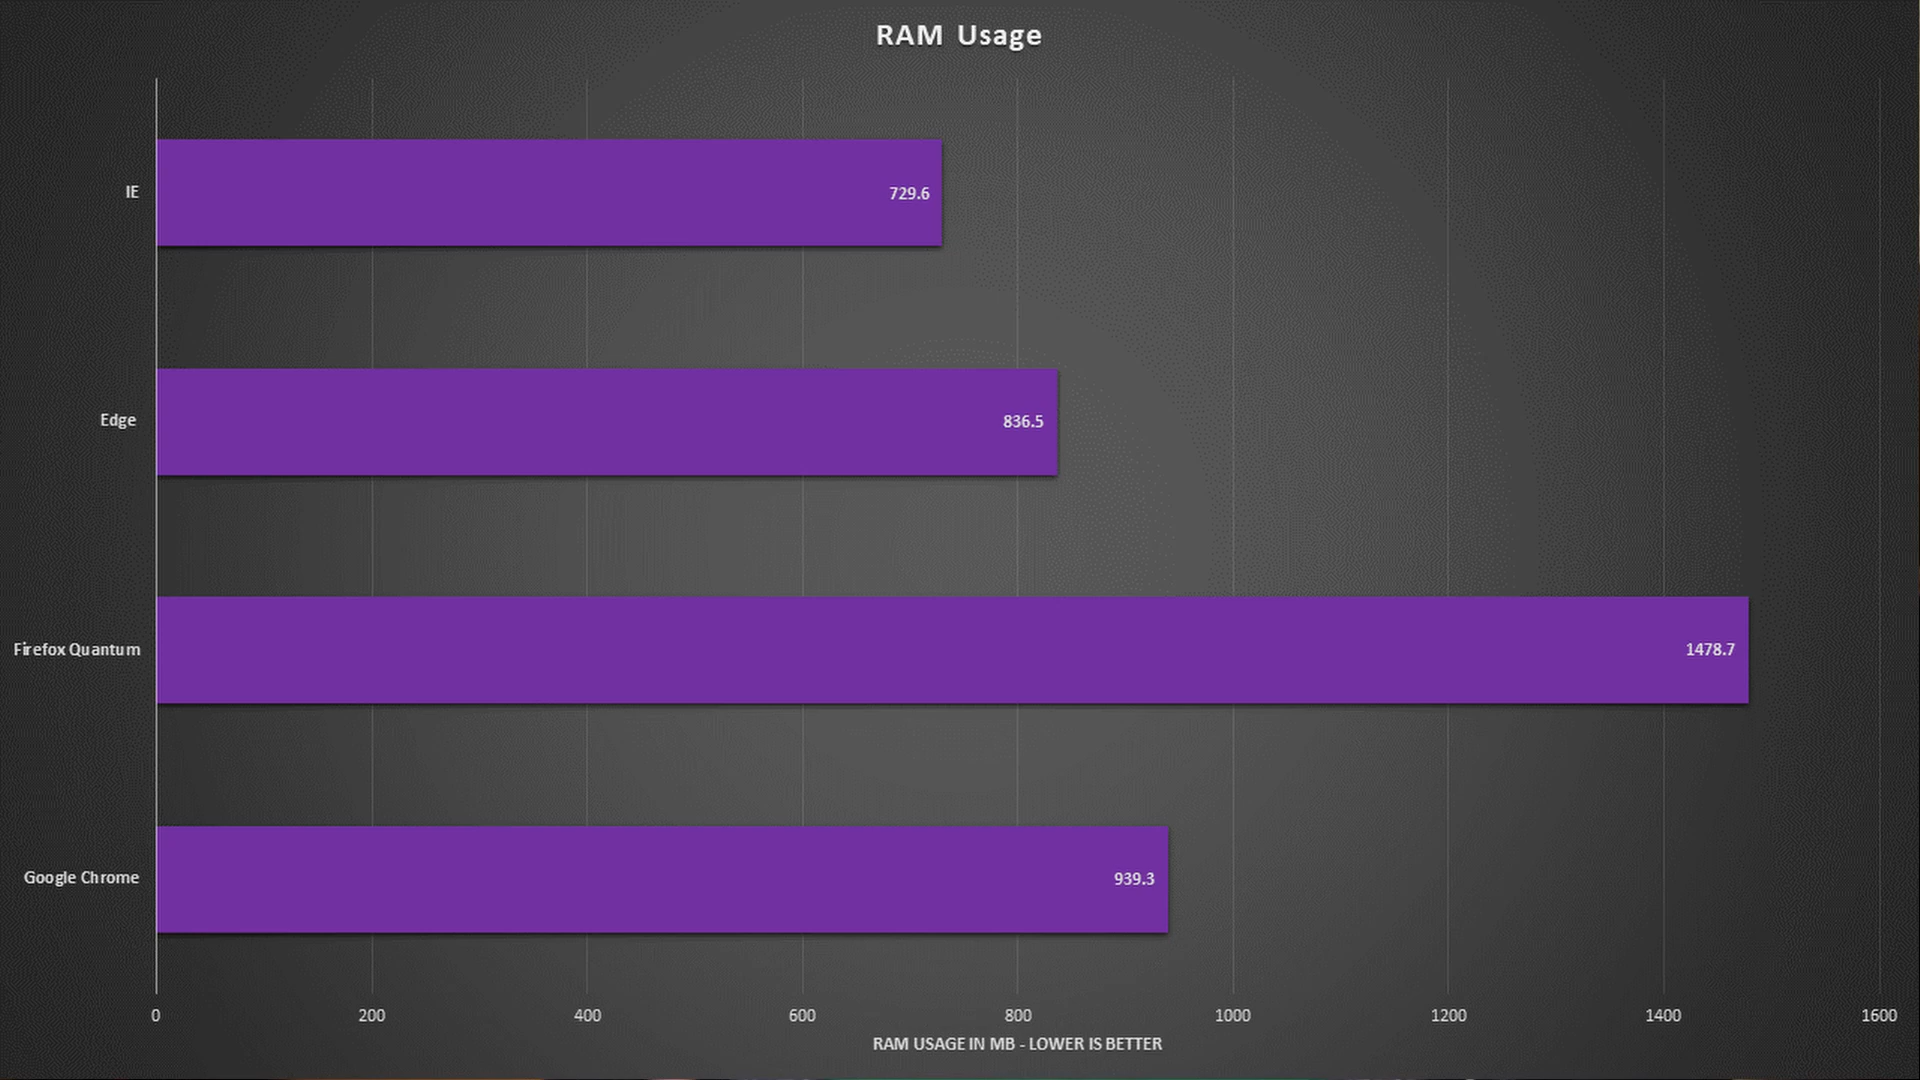 RAM Usage
IE
729.6
Edge
836.5
Firefox Quantum
1478.7
Google Chrome
939.3
0 200 400 600 800 1000 1200 1400 1600
RAM USAGE IN MB - LOWER IS BETTER